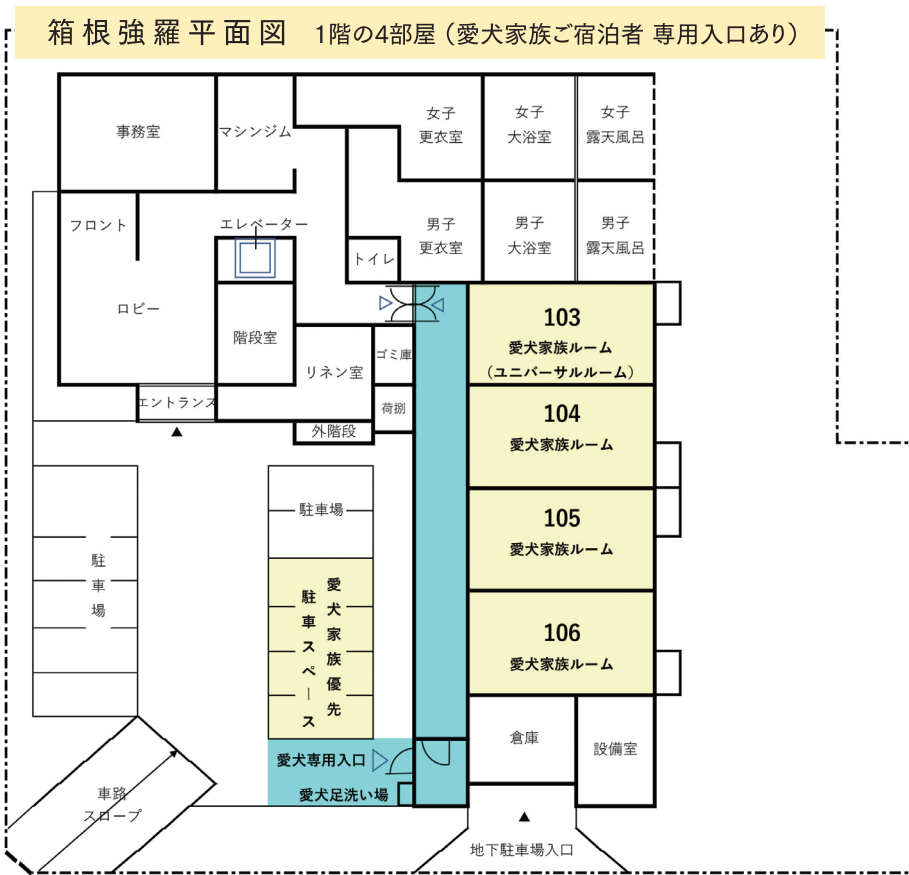 箱根強羅平面図 1階の4部屋（愛犬家族ご宿泊者 専用入口あり）
事務室
マシンジム
女子
更衣室
女子
大浴室
女子
露天風呂
フロント
エレベーター
男子
更衣室
男子
大浴室
男子
露天風呂
トイレ
ロビー
階段室
リネン室
ゴミ庫
荷捌
エントランス
外階段
103
愛犬家族ルーム
（ユニバーサルルーム）
104
愛犬家族ルーム
105
愛犬家族ルーム
106
愛犬家族ルーム
駐車場
駐車場
愛犬家族優先
駐車スペース
倉庫
設備室
愛犬専用入口
愛犬足洗い場
車路
スロープ
地下駐車場入口